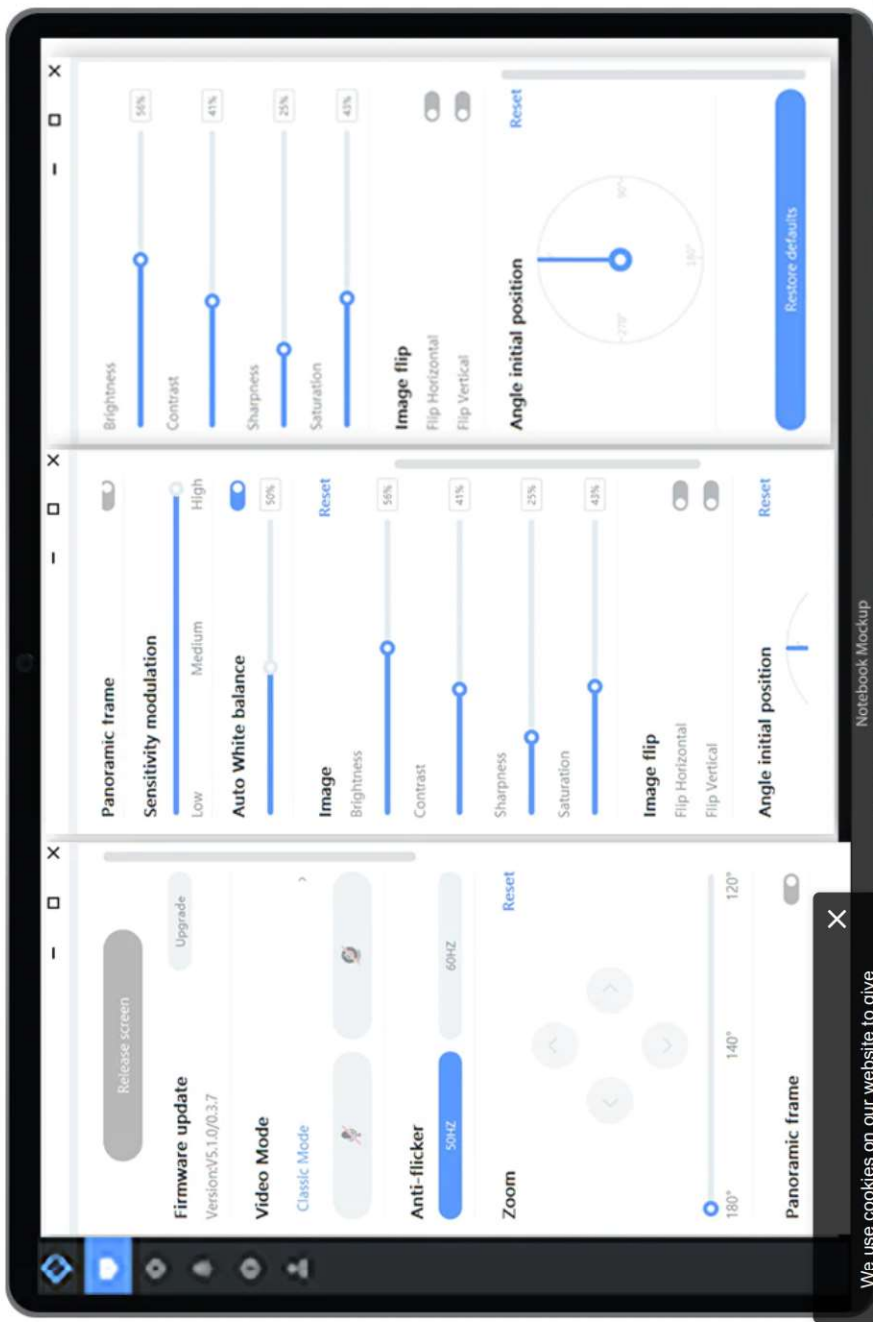 Release screen
Firmware update
Version:V5.1.0/0.3.7
Upgrade
Video Mode
Classic Mode
Anti-flicker
50HZ
60HZ
Zoom
Reset
180°
140°
120°
Panoramic frame
Panoramic frame
Sensitivity modulation
Low
Medium
High
Auto White balance
50%
Image
Reset
Brightness
56%
Contrast
41%
Sharpness
25%
Saturation
43%
Image flip
Flip Horizontal
Flip Vertical
Angle initial position
Reset
Brightness
56%
Contrast
41%
Sharpness
25%
Saturation
43%
Image flip
Flip Horizontal
Flip Vertical
Angle initial position
Reset
270°
90°
180°
Restore defaults
Notebook Mockup
We use cookies on our website to give